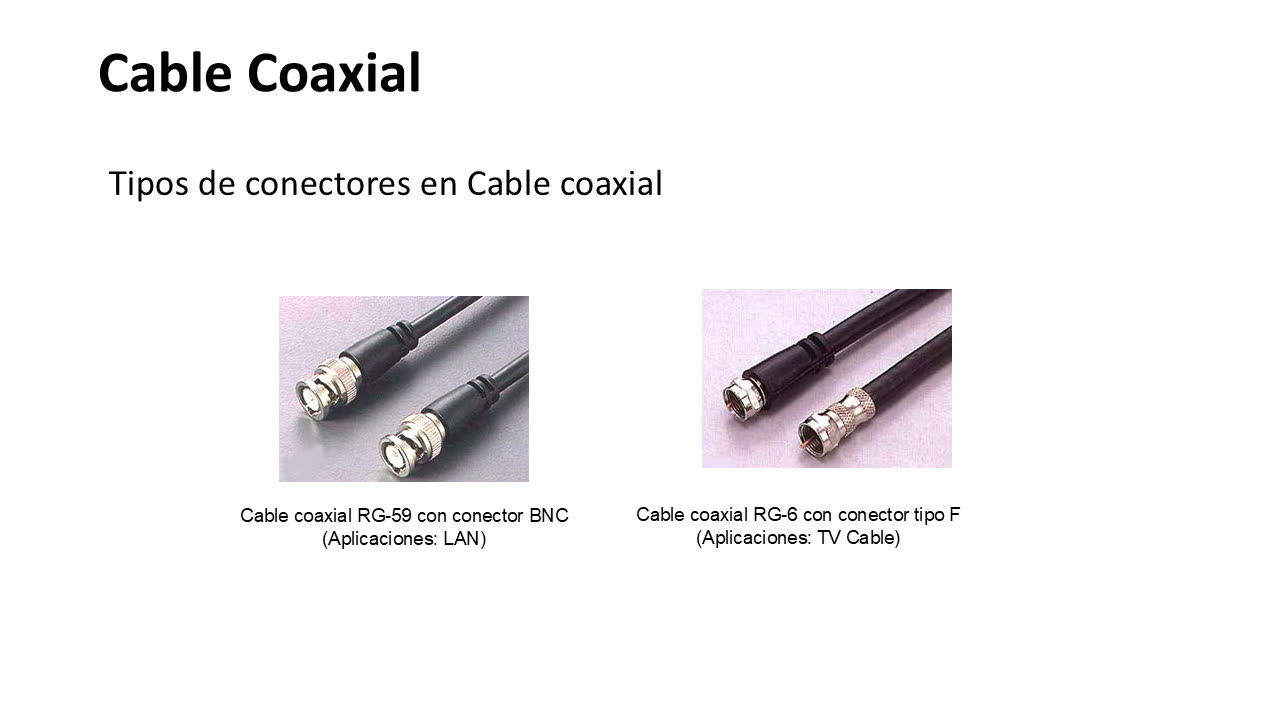 Cable Coaxial
Tipos de conectores en Cable coaxial
Cable coaxial RG-59 con conector BNC
(Aplicaciones: LAN)
Cable coaxial RG-6 con conector tipo F
(Aplicaciones: TV Cable)